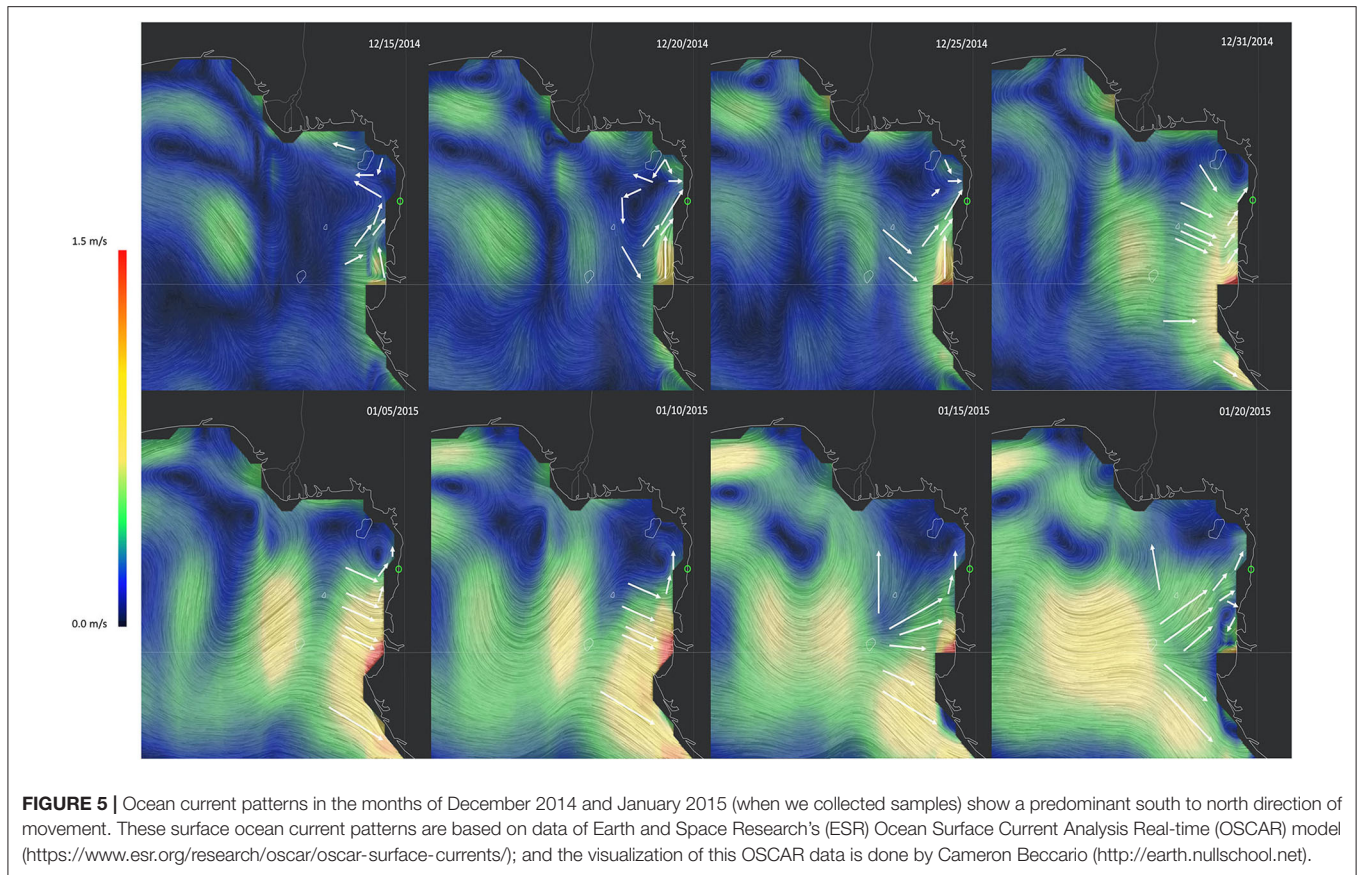 12/15/2014
12/20/2014
12/25/2014
12/31/2014
1.5 m/s
0.0 m/s
01/05/2015
01/10/2015
01/15/2015
01/20/2015
FIGURE 5 | Ocean current patterns in the months of December 2014 and January 2015 (when we collected samples) show a predominant south to north direction of
movement. These surface ocean current patterns are based on data of Earth and Space Research's (ESR) Ocean Surface Current Analysis Real-time (OSCAR) model
(https://www.esr.org/research/oscar/oscar-surface-currents/); and the visualization of this OSCAR data is done by Cameron Beccario (http://earth.nullschool.net).